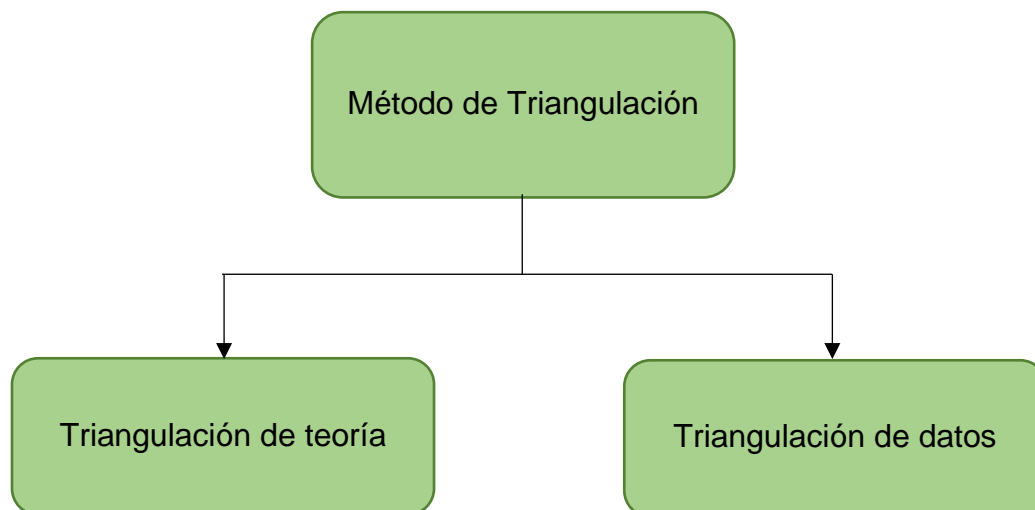 Método de Triangulación
Triangulación de teoría
Triangulación de datos